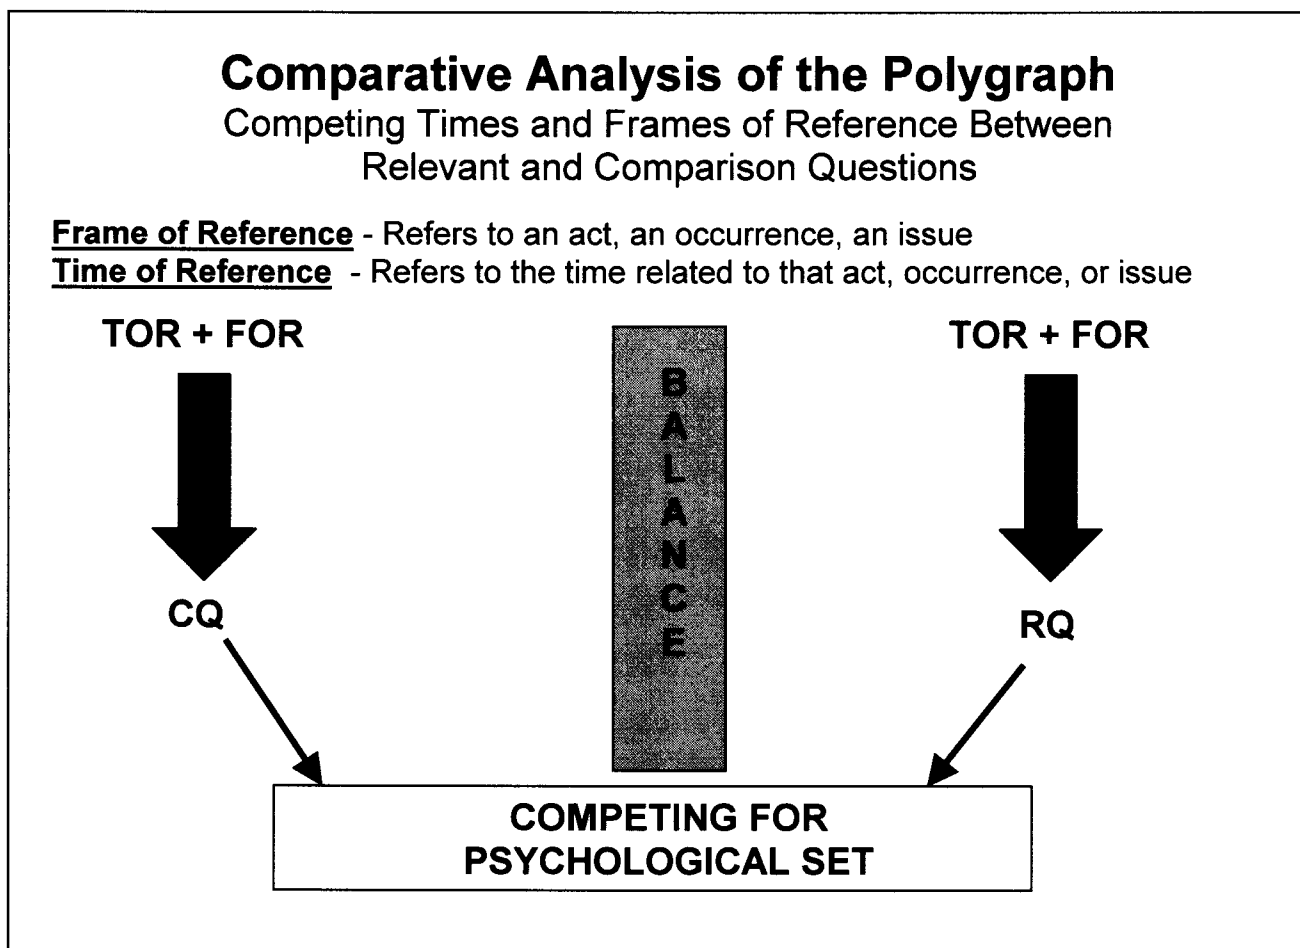 Comparative Analysis of the Polygraph
Competing Times and Frames of Reference Between
Relevant and Comparison Questions
Frame of Reference - Refers to an act, an occurrence, an issue
Time of Reference - Refers to the time related to that act, occurrence, or issue
TOR + FOR
TOR + FOR
BALANCE
CQ
RQ
COMPETING FOR
PSYCHOLOGICAL SET